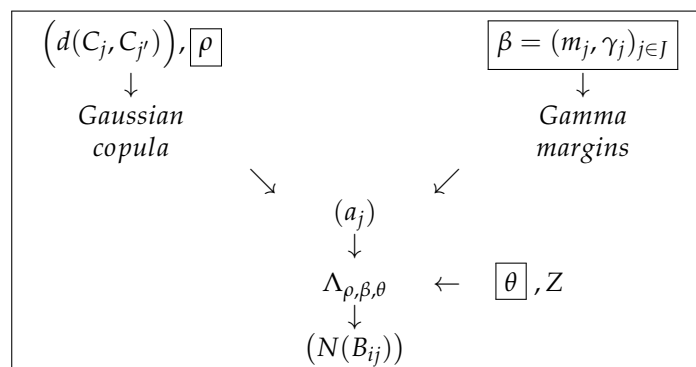 (d(C_j, C_{j'})), ρ
β = (m_j, γ_j)_{j∈J}
↓
↓
Gaussian
copula
Gamma
margins
↘
↙
(a_j)
↓
Λ_{ρ,β,θ} ← θ , Z
↓
(N(B_{ij}))